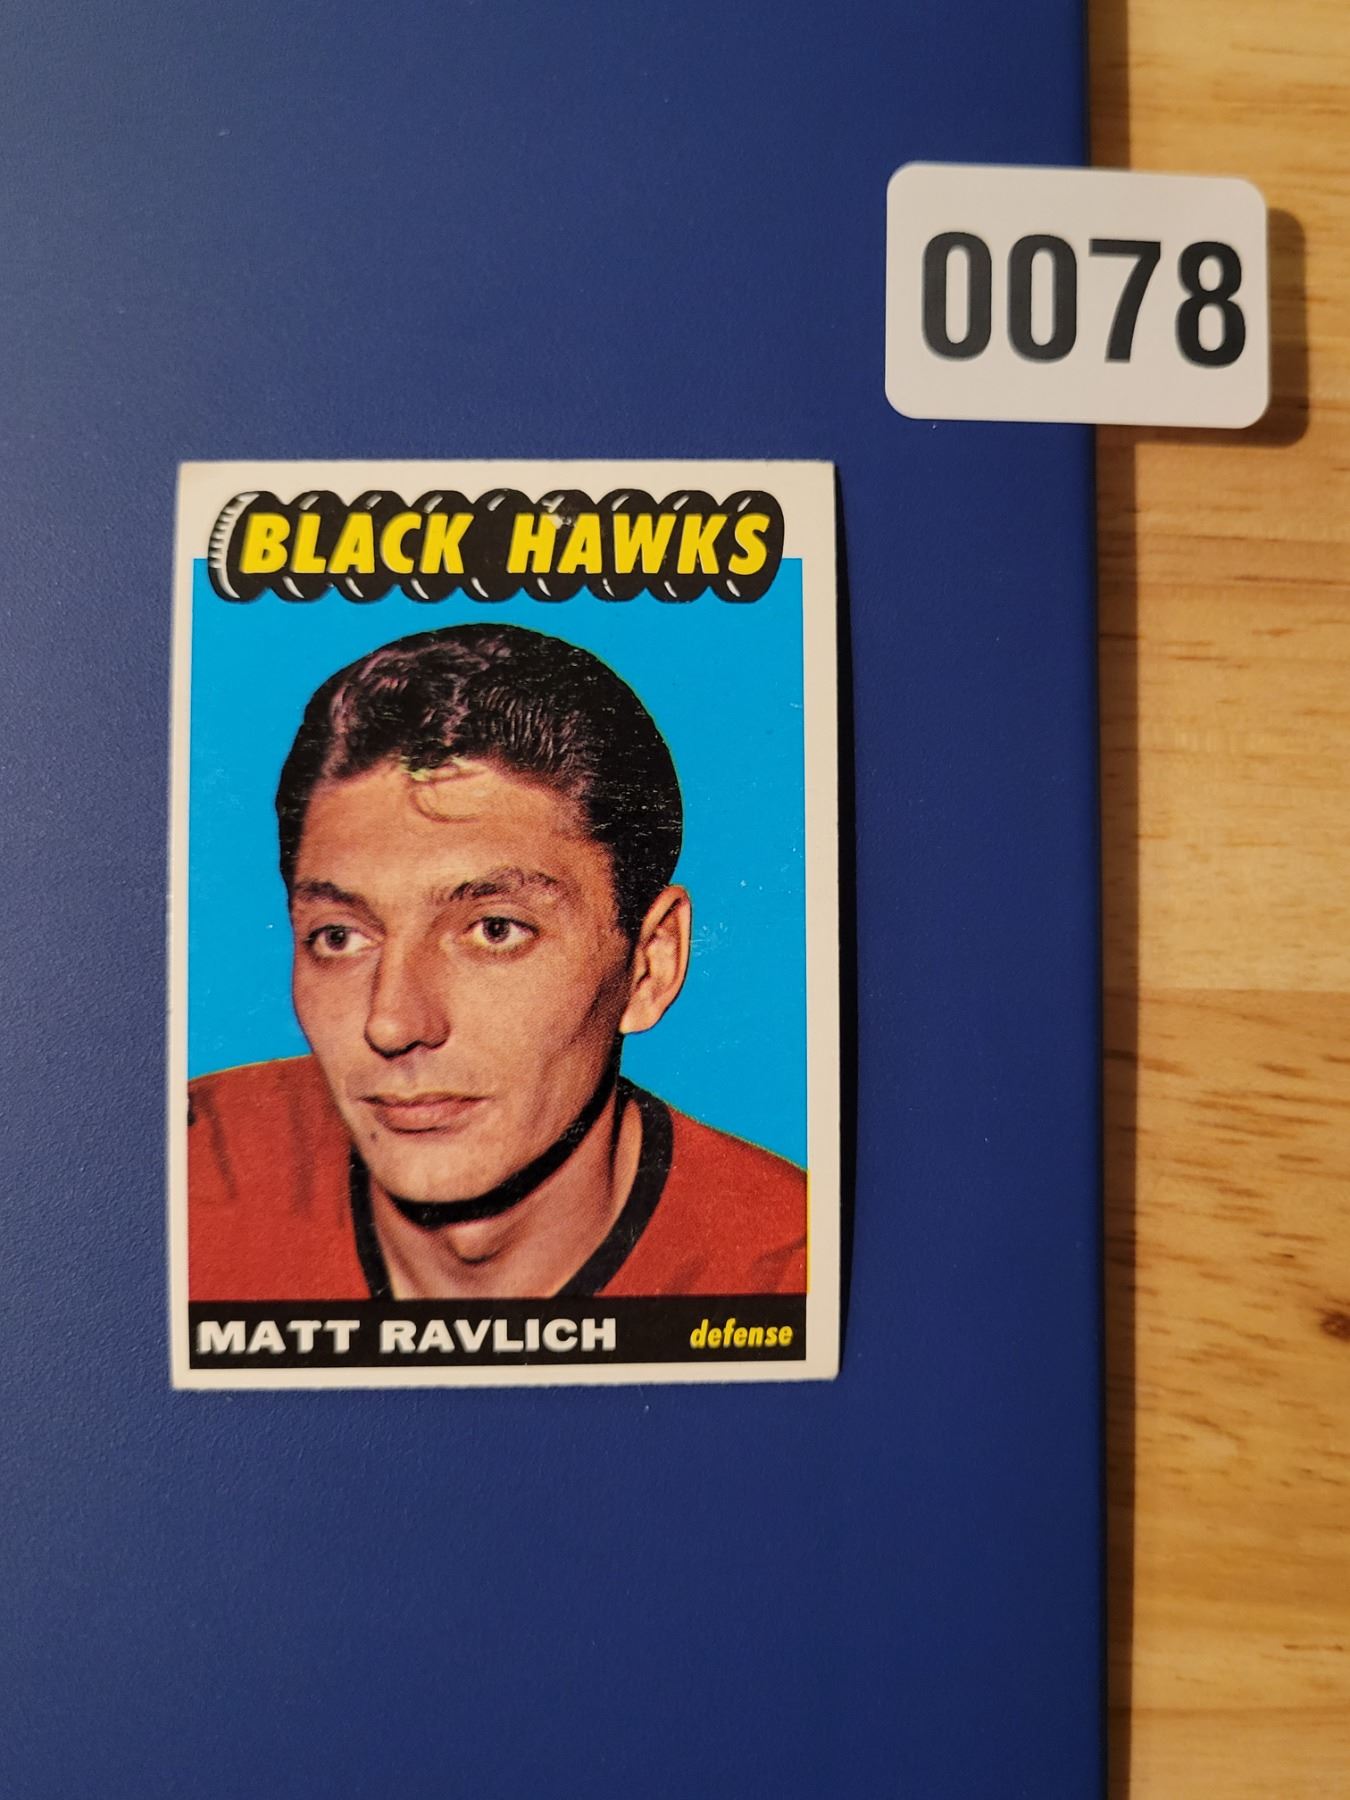 0078
BLACK HAWKS
MATT RAVLICH defense